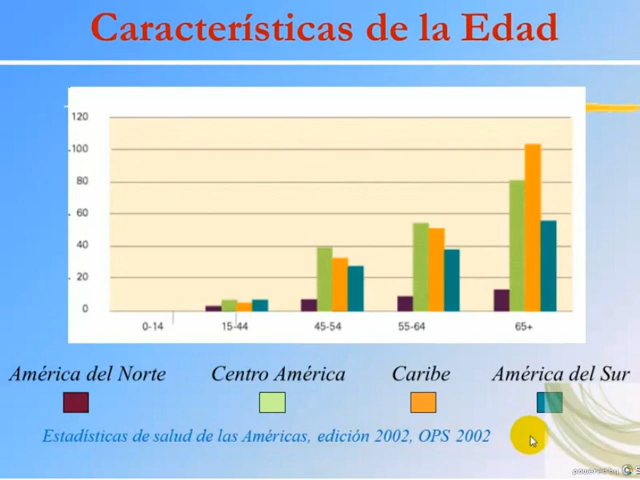 Características de la Edad
120
100
80
60
40
20
0
0-14 15-44 45-54 55-64 65+
América del Norte Centro América Caribe América del Sur
Estadísticas de salud de las Américas, edición 2002, OPS 2002
powered by